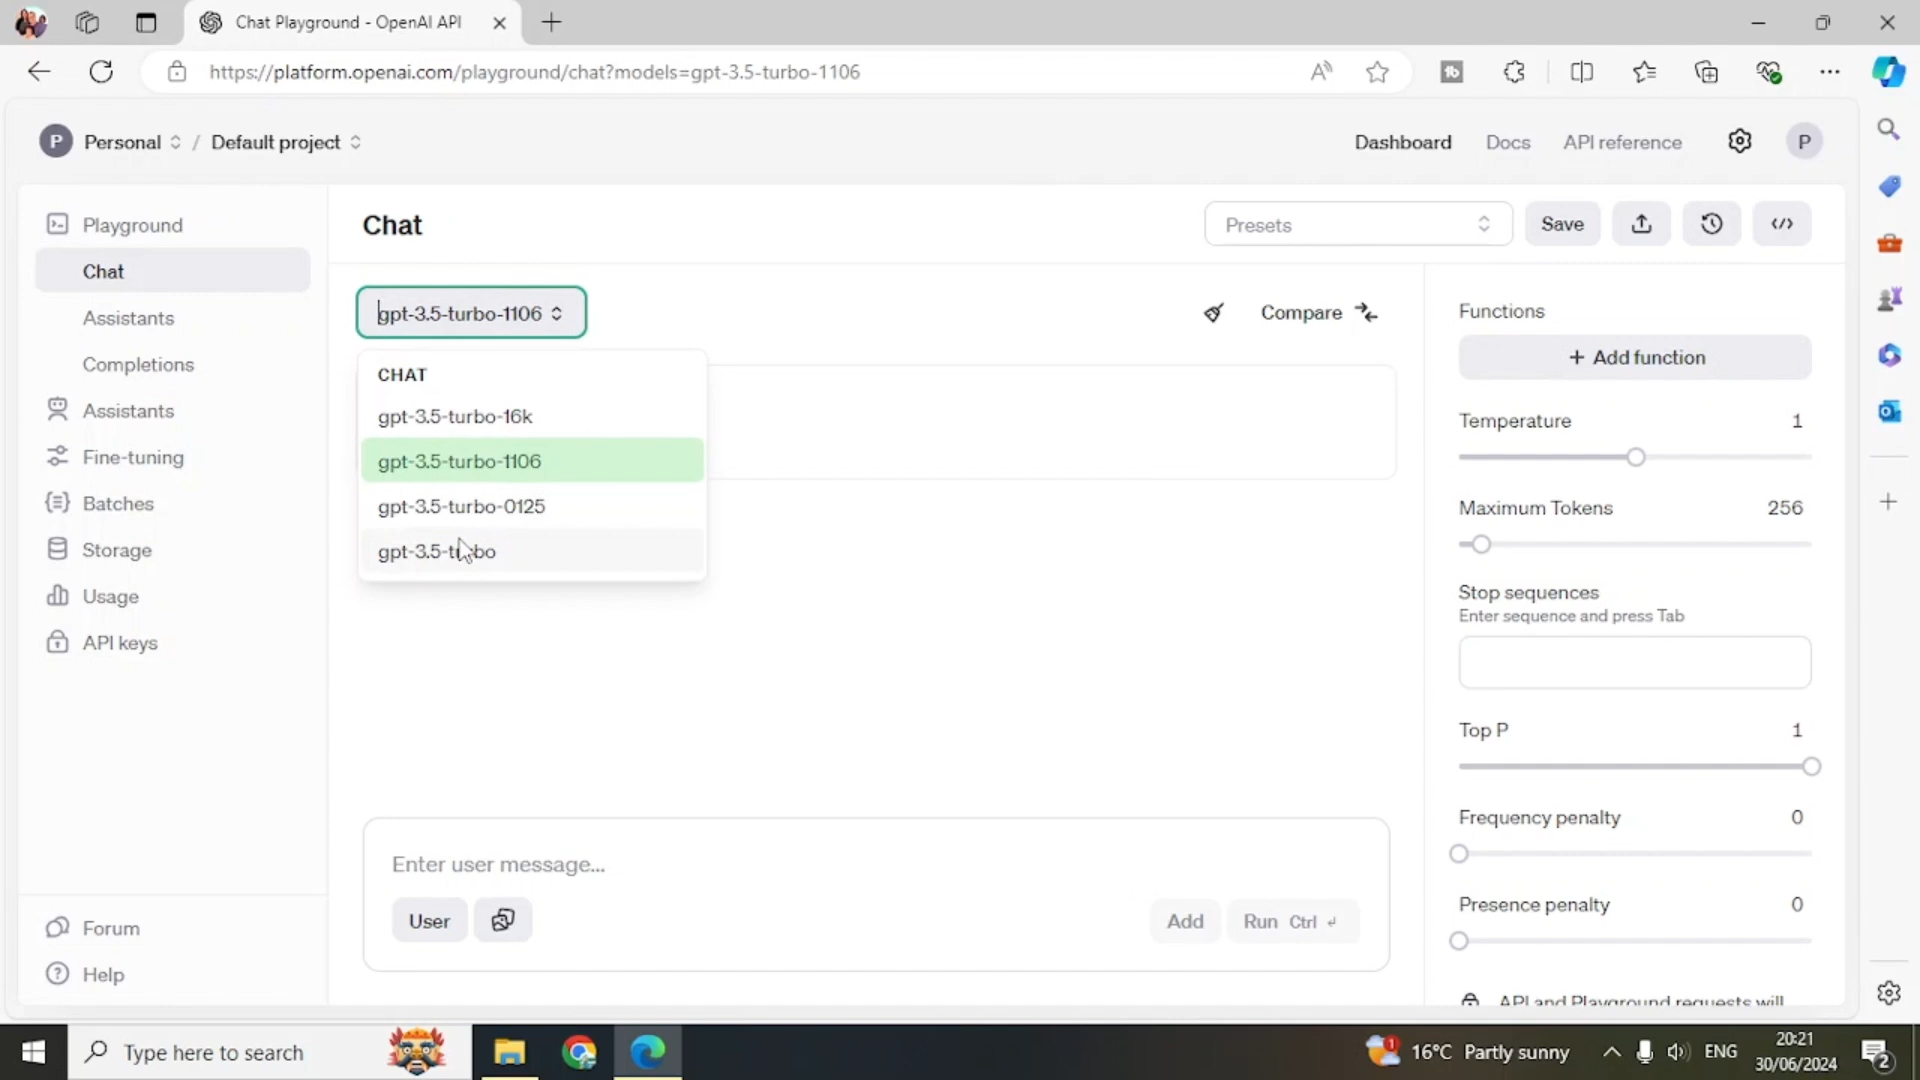 Chat Playground - OpenAI API
https://platform.openai.com/playground/chat?models=gpt-3.5-turbo-1106
P Personal / Default project
Dashboard Docs API reference P
Playground
Chat
Assistants
Completions
Assistants
Fine-tuning
Batches
Storage
Usage
API keys
Forum
Help
Chat
Presets
Save
gpt-3.5-turbo-1106
Compare
CHAT
gpt-3.5-turbo-16k
gpt-3.5-turbo-1106
gpt-3.5-turbo-0125
gpt-3.5-turbo
Enter user message...
User
Add
Run Ctrl ↵
Functions
+ Add function
Temperature 1
Maximum Tokens 256
Stop sequences
Enter sequence and press Tab
Top P 1
Frequency penalty 0
Presence penalty 0
API and Playground requests will
Type here to search
1
16°C Partly sunny
ENG
20:21
30/06/2024
2